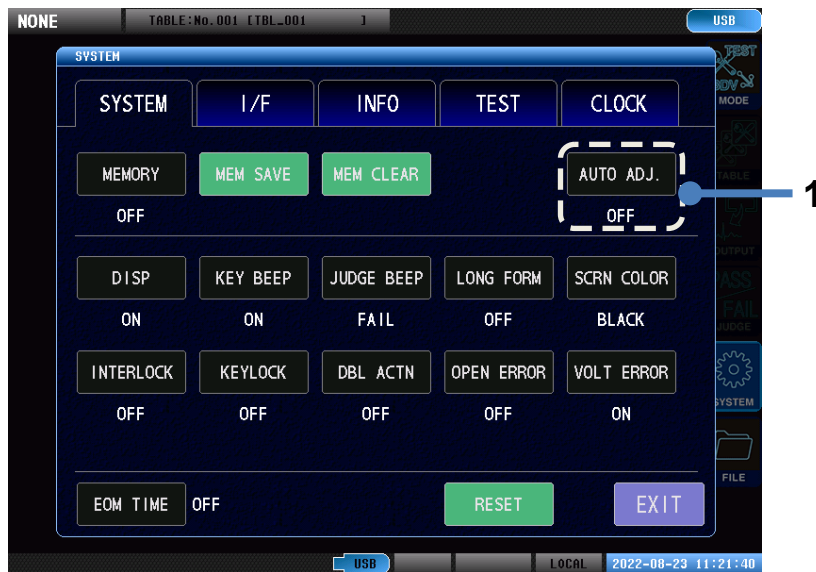 NONE
TABLE:No.001 [TBL_001 ]
USB
SYSTEM
SYSTEM
I/F
INFO
TEST
CLOCK
MEMORY
MEM SAVE
MEM CLEAR
AUTO ADJ.
OFF
OFF
1
DISP
KEY BEEP
JUDGE BEEP
LONG FORM
SCRN COLOR
ON
ON
FAIL
OFF
BLACK
INTERLOCK
KEYLOCK
DBL ACTN
OPEN ERROR
VOLT ERROR
OFF
OFF
OFF
OFF
ON
EOM TIME
OFF
RESET
EXIT
TEST
MODE
TABLE
OUTPUT
PASS
FAIL
JUDGE
SYSTEM
FILE
USB
LOCAL
2022-08-23 11:21:40